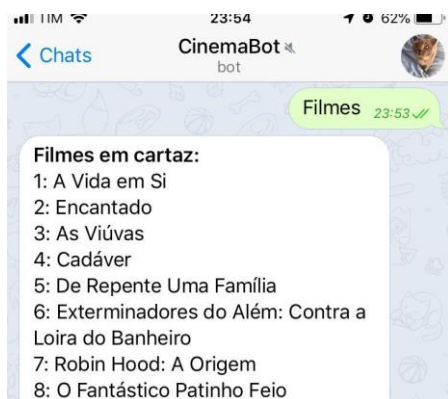 TIM 23:54 62%
Chats CinemaBot
bot
Filmes 23:53
Filmes em cartaz:
1: A Vida em Si
2: Encantado
3: As Viúvas
4: Cadáver
5: De Repente Uma Família
6: Exterminadores do Além: Contra a
Loira do Banheiro
7: Robin Hood: A Origem
8: O Fantástico Patinho Feio